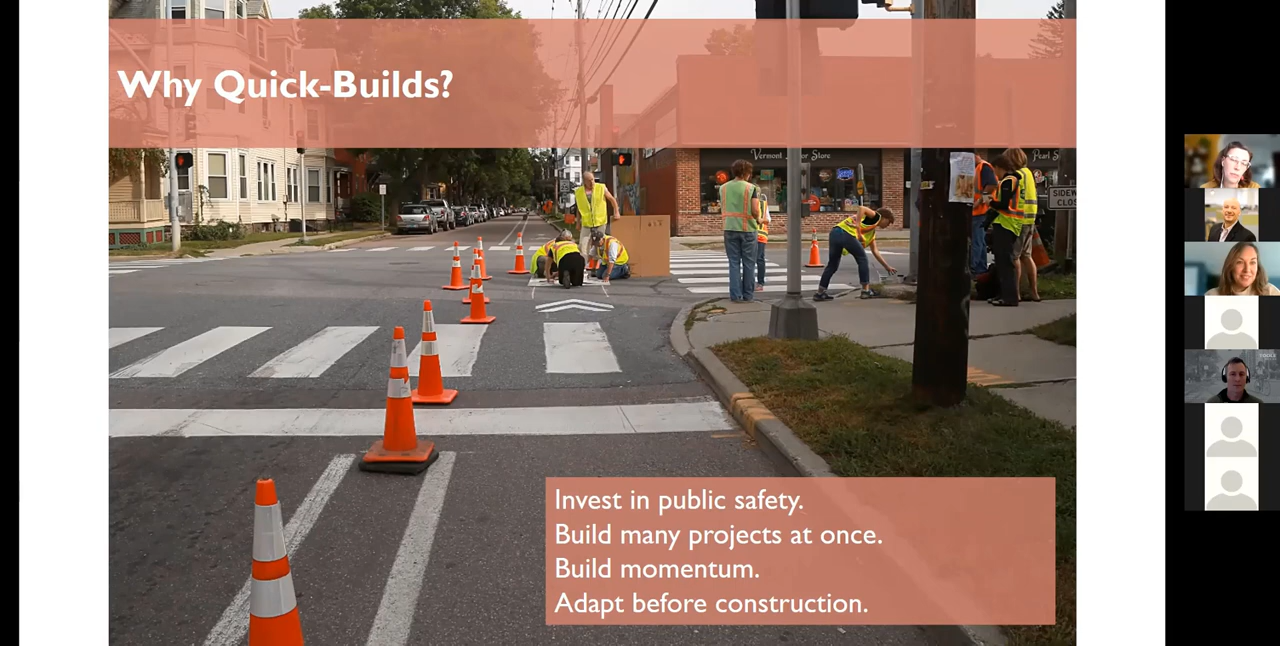 Why Quick-Builds?
Vermont
Store
Pearl S
SIDEW
CLOSE
Invest in public safety.
Build many projects at once.
Build momentum.
Adapt before construction.